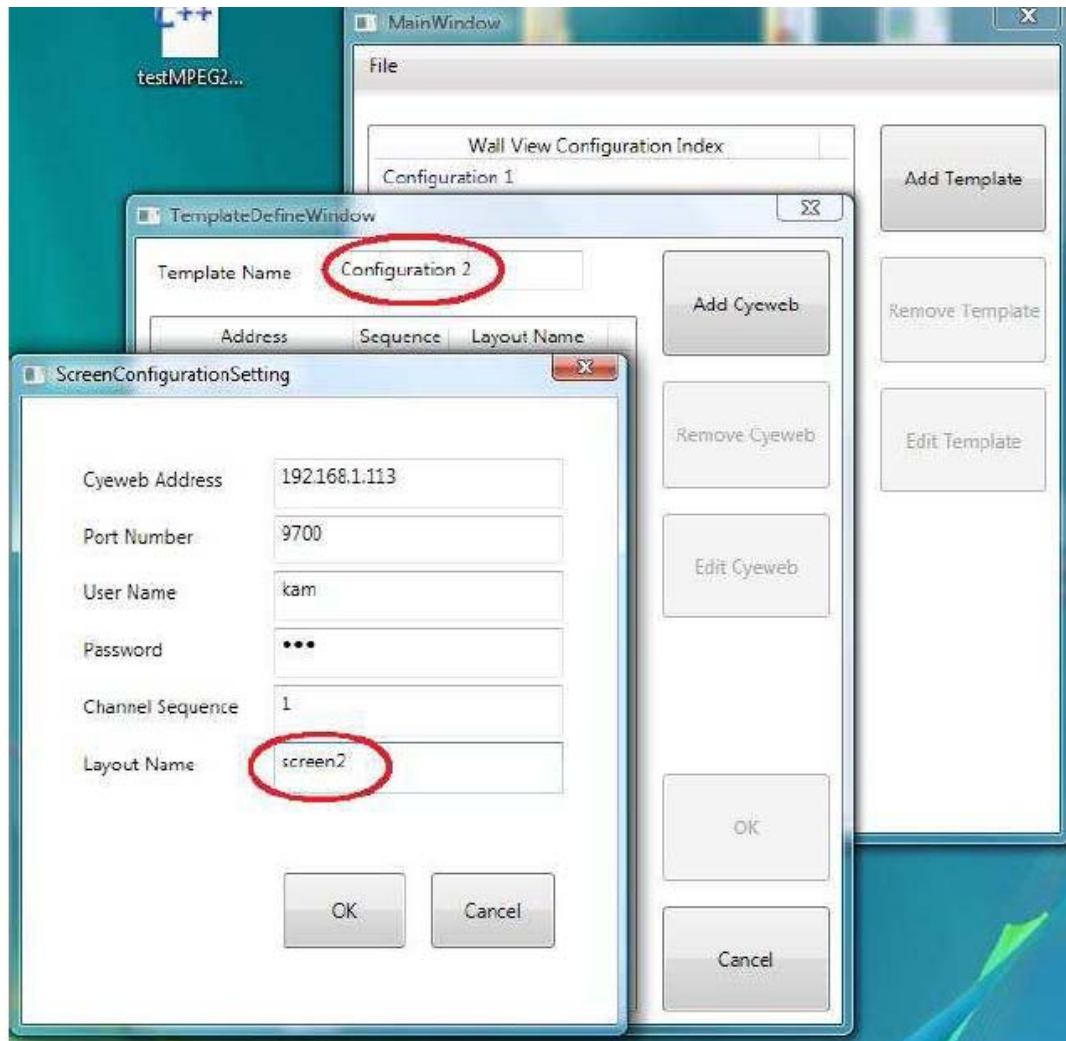 C++
testMPEG2...
MainWindow
File
Wall View Configuration Index
Configuration 1
Add Template
Remove Template
Edit Template
TemplateDefineWindow
Template Name
Configuration 2
Address Sequence Layout Name
Add Cyeweb
Remove Cyeweb
Edit Cyeweb
OK
Cancel
ScreenConfigurationSetting
Cyeweb Address 192.168.1.113
Port Number 9700
User Name kam
Password •••
Channel Sequence 1
Layout Name screen2
OK Cancel